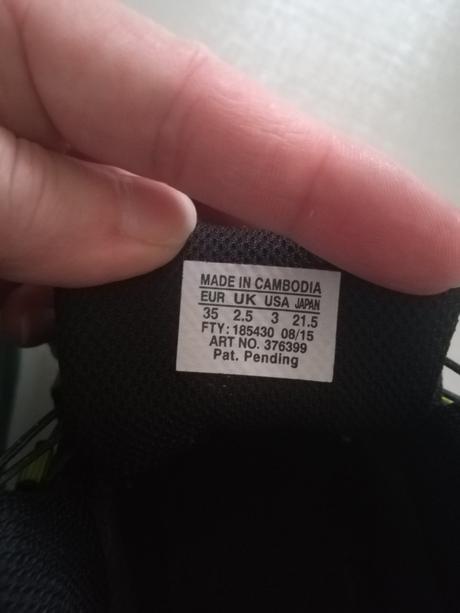 MADE IN CAMBODIA
EUR UK USA JAPAN
35 2.5 3 21.5
FTY: 185430 08/15
ART NO. 376399
Pat. Pending